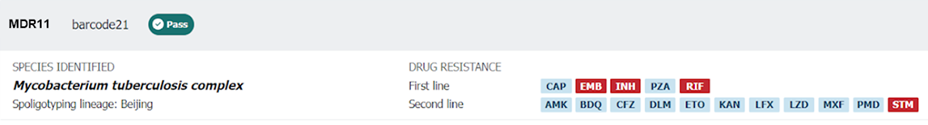 MDR11 barcode21 Pass
SPECIES IDENTIFIED DRUG RESISTANCE
Mycobacterium tuberculosis complex First line CAP EMB INH PZA RIF
Spoligotyping lineage: Beijing Second line AMK BDQ CFZ DLM ETO KAN LFX LZD MXF PMD STM